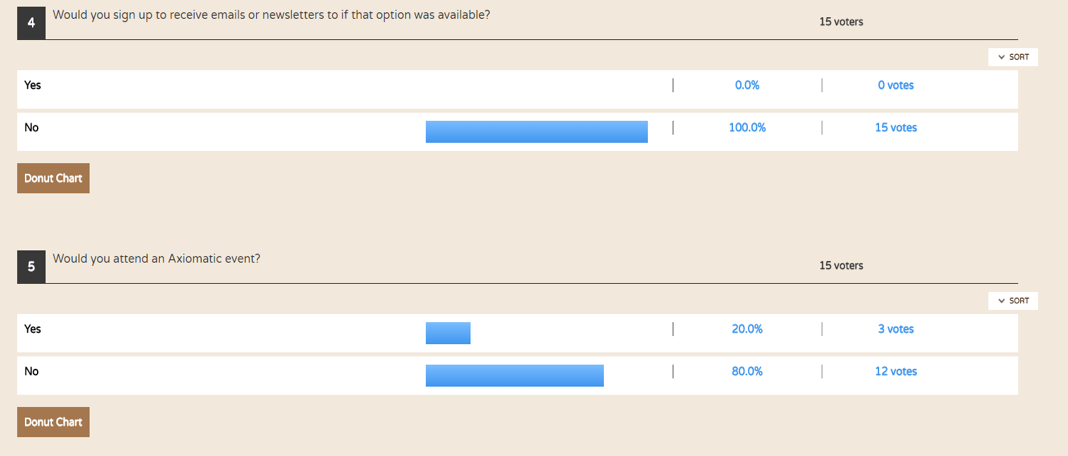 4 Would you sign up to receive emails or newsletters to if that option was available? 15 voters
SORT
Yes 0.0% 0 votes
No 100.0% 15 votes
Donut Chart
5 Would you attend an Axiomatic event? 15 voters
SORT
Yes 20.0% 3 votes
No 80.0% 12 votes
Donut Chart